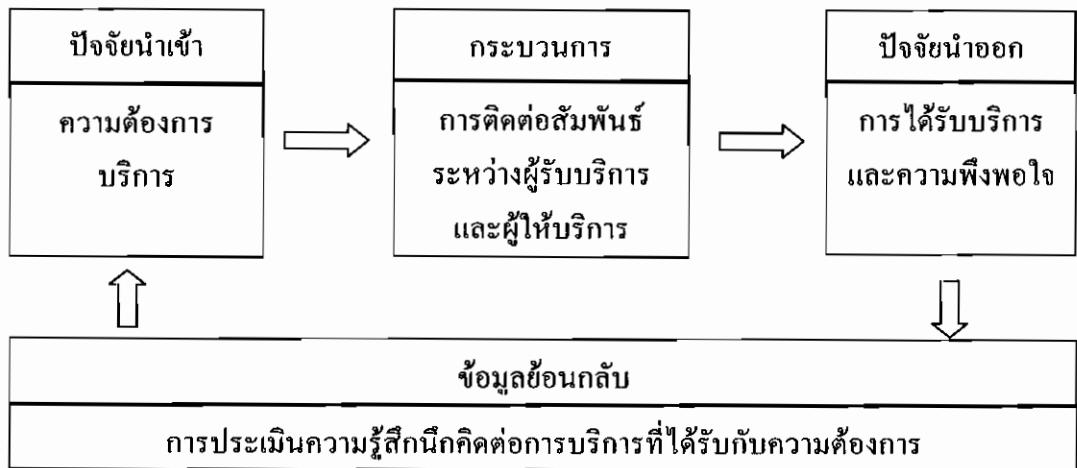 ปัจจัยนำเข้า
ความต้องการ
บริการ
กระบวนการ
การติดต่อสัมพันธ์
ระหว่างผู้รับบริการ
และผู้ให้บริการ
ปัจจัยนำออก
การได้รับบริการ
และความพึงพอใจ
ข้อมูลย้อนกลับ
การประเมินความรู้สึกนึกคิดต่อการบริการที่ได้รับกับความต้องการ